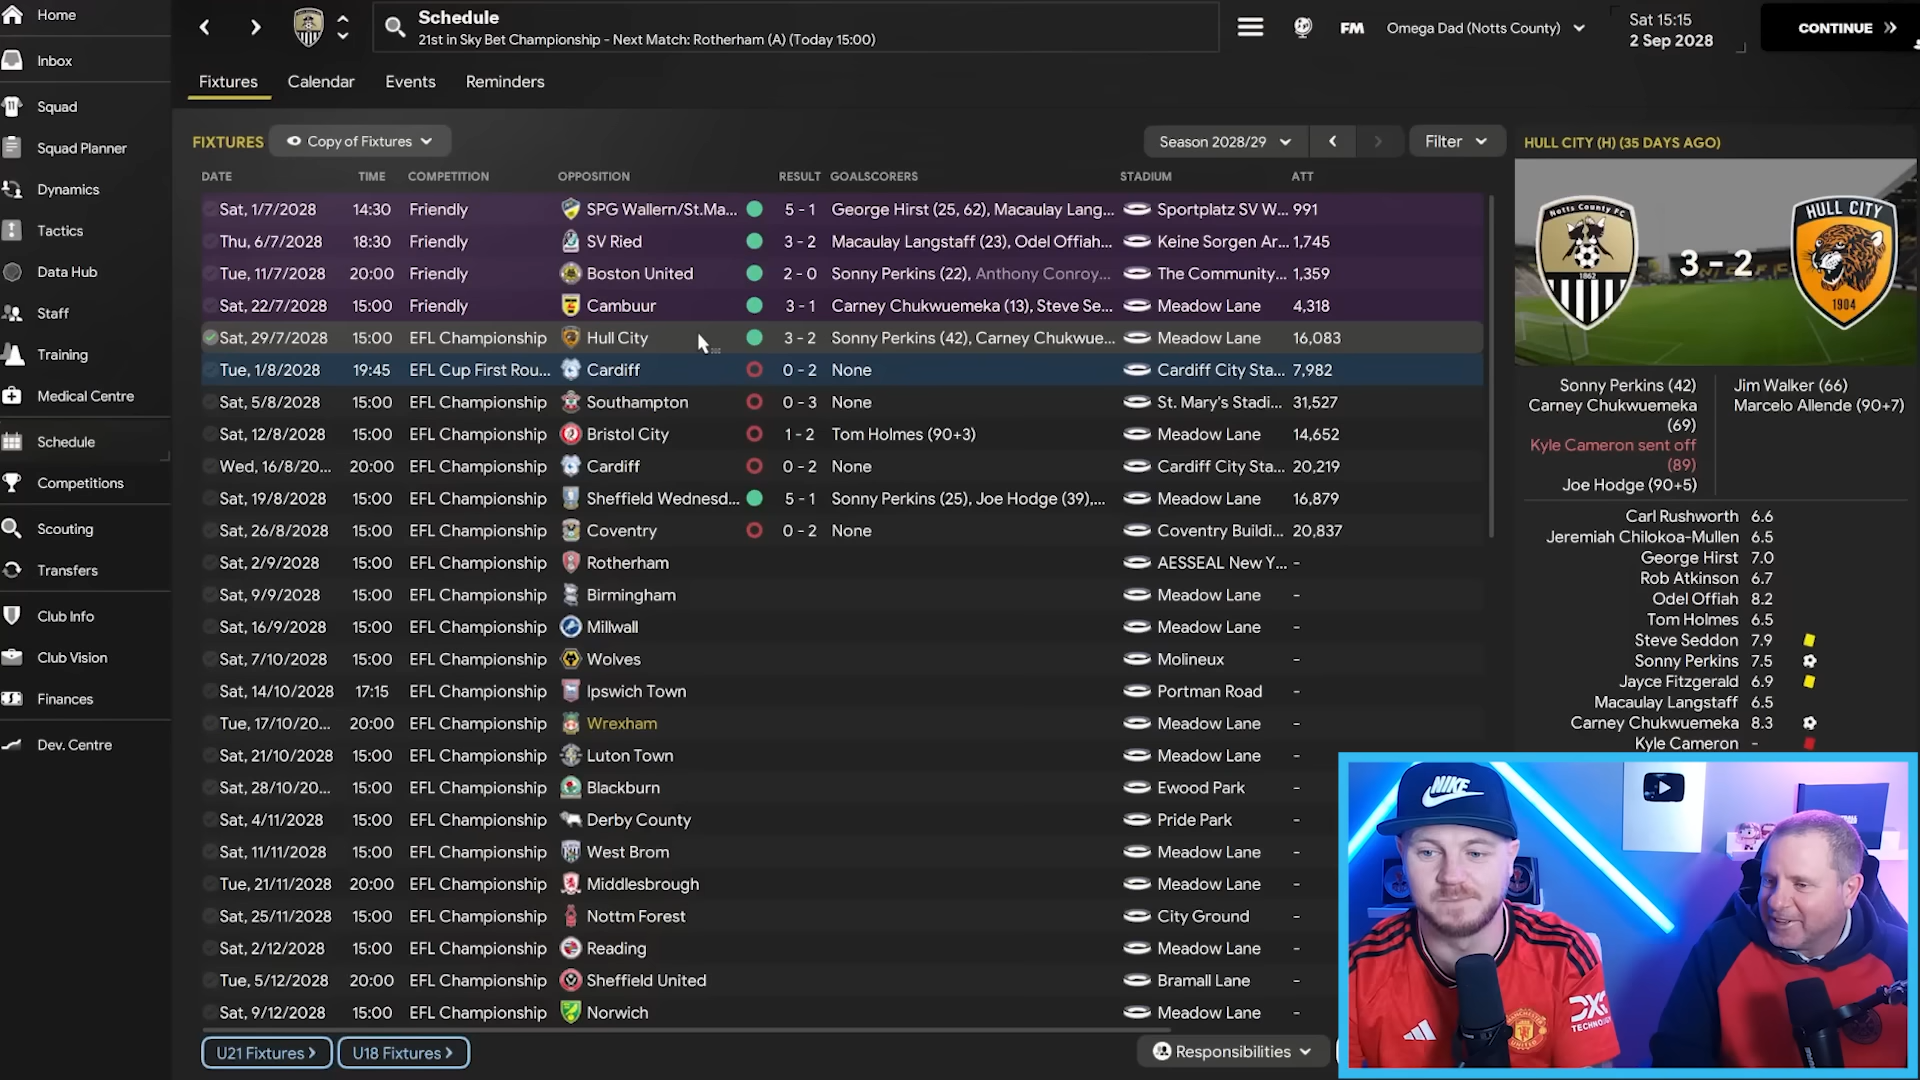 Home
Inbox
Squad
Squad Planner
Dynamics
Tactics
Data Hub
Staff
Training
Medical Centre
Schedule
Competitions
Scouting
Transfers
Club Info
Club Vision
Finances
Dev. Centre
Schedule
21st in Sky Bet Championship - Next Match: Rotherham (A) (Today 15:00)
FM
Omega Dad (Notts County)
Sat 15:15
2 Sep 2028
CONTINUE
Fixtures Calendar Events Reminders
FIXTURES Copy of Fixtures Season 2028/29 Filter
DATE TIME COMPETITION OPPOSITION RESULT GOALSCORERS STADIUM ATT
Sat, 1/7/2028 14:30 Friendly SPG Wallern/St.Ma... 5 - 1 George Hirst (25, 62), Macaulay Lang... Sportplatz SV W... 991
Thu, 6/7/2028 18:30 Friendly SV Ried 3 - 2 Macaulay Langstaff (23), Odel Offiah... Keine Sorgen Ar... 1,745
Tue, 11/7/2028 20:00 Friendly Boston United 2 - 0 Sonny Perkins (22), Anthony Conroy... The Community... 1,359
Sat, 22/7/2028 15:00 Friendly Cambuur 3 - 1 Carney Chukwuemeka (13), Steve Se... Meadow Lane 4,318
Sat, 29/7/2028 15:00 EFL Championship Hull City 3 - 2 Sonny Perkins (42), Carney Chukwue... Meadow Lane 16,083
Tue, 1/8/2028 19:45 EFL Cup First Rou... Cardiff 0 - 2 None Cardiff City Sta... 7,982
Sat, 5/8/2028 15:00 EFL Championship Southampton 0 - 3 None St. Mary's Stadi... 31,527
Sat, 12/8/2028 15:00 EFL Championship Bristol City 1 - 2 Tom Holmes (90+3) Meadow Lane 14,652
Wed, 16/8/20... 20:00 EFL Championship Cardiff 0 - 2 None Cardiff City Sta... 20,219
Sat, 19/8/2028 15:00 EFL Championship Sheffield Wednesd... 5 - 1 Sonny Perkins (25), Joe Hodge (39),... Meadow Lane 16,879
Sat, 26/8/2028 15:00 EFL Championship Coventry 0 - 2 None Coventry Buildi... 20,837
Sat, 2/9/2028 15:00 EFL Championship Rotherham AESSEAL New Y... -
Sat, 9/9/2028 15:00 EFL Championship Birmingham Meadow Lane -
Sat, 16/9/2028 15:00 EFL Championship Millwall Meadow Lane -
Sat, 7/10/2028 15:00 EFL Championship Wolves Molineux -
Sat, 14/10/2028 17:15 EFL Championship Ipswich Town Portman Road -
Tue, 17/10/20... 20:00 EFL Championship Wrexham Meadow Lane -
Sat, 21/10/2028 15:00 EFL Championship Luton Town Meadow Lane -
Sat, 28/10/20... 15:00 EFL Championship Blackburn Ewood Park -
Sat, 4/11/2028 15:00 EFL Championship Derby County Pride Park -
Sat, 11/11/2028 15:00 EFL Championship West Brom Meadow Lane -
Tue, 21/11/2028 20:00 EFL Championship Middlesbrough Meadow Lane -
Sat, 25/11/2028 15:00 EFL Championship Nottm Forest City Ground -
Sat, 2/12/2028 15:00 EFL Championship Reading Meadow Lane -
Tue, 5/12/2028 20:00 EFL Championship Sheffield United Bramall Lane -
Sat, 9/12/2028 15:00 EFL Championship Norwich Meadow Lane -
U21 Fixtures U18 Fixtures Responsibilities
HULL CITY (H) (35 DAYS AGO)
Notts County FC
1862
3 - 2
HULL CITY
1904
Sonny Perkins (42)
Carney Chukwuemeka
(69)
Kyle Cameron sent off
(89)
Joe Hodge (90+5)
Jim Walker (66)
Marcelo Allende (90+7)
Carl Rushworth 6.6
Jeremiah Chilokoa-Mullen 6.5
George Hirst 7.0
Rob Atkinson 6.7
Odel Offiah 8.2
Tom Holmes 6.5
Steve Seddon 7.9
Sonny Perkins 7.5
Jayce Fitzgerald 6.9
Macaulay Langstaff 6.5
Carney Chukwuemeka 8.3
Kyle Cameron -
NIKE
DXC
TECHNOLOGY